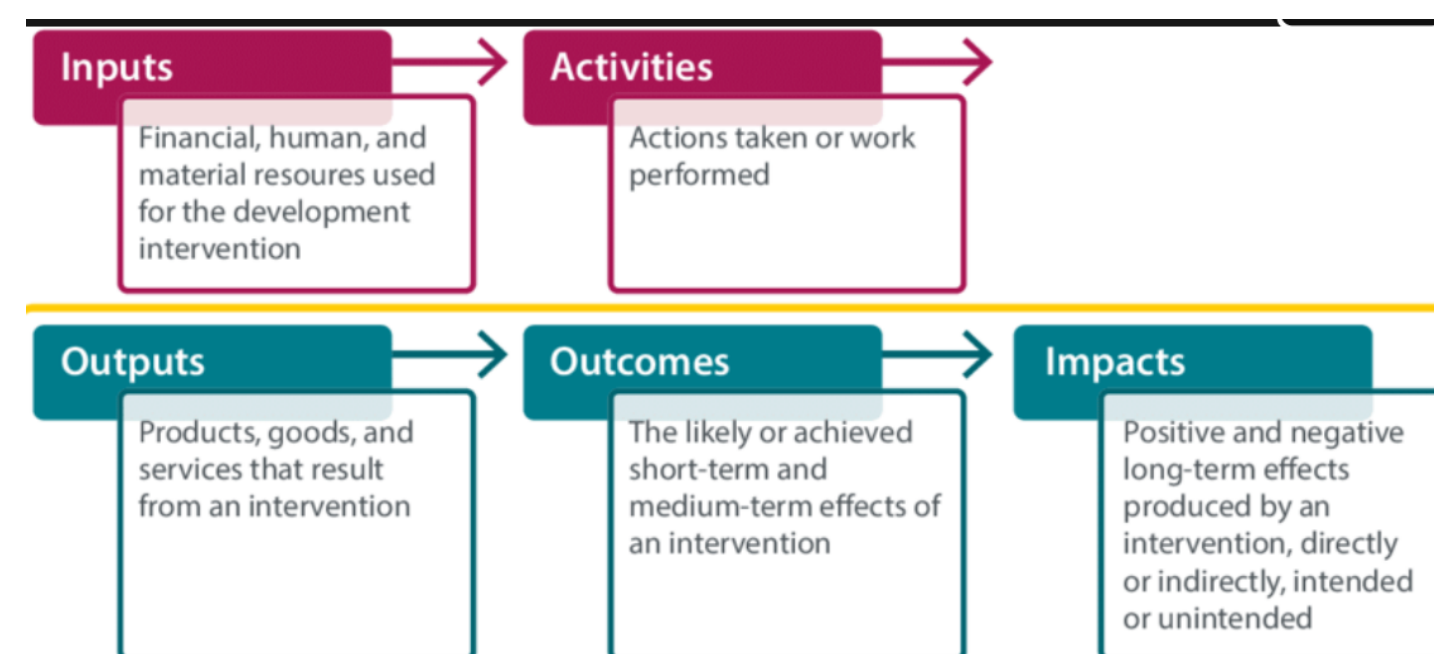 Inputs
Financial, human, and
material resoures used
for the development
intervention
Activities
Actions taken or work
performed
Outputs
Products, goods, and
services that result
from an intervention
Outcomes
The likely or achieved
short-term and
medium-term effects of
an intervention
Impacts
Positive and negative
long-term effects
produced by an
intervention, directly
or indirectly, intended
or unintended